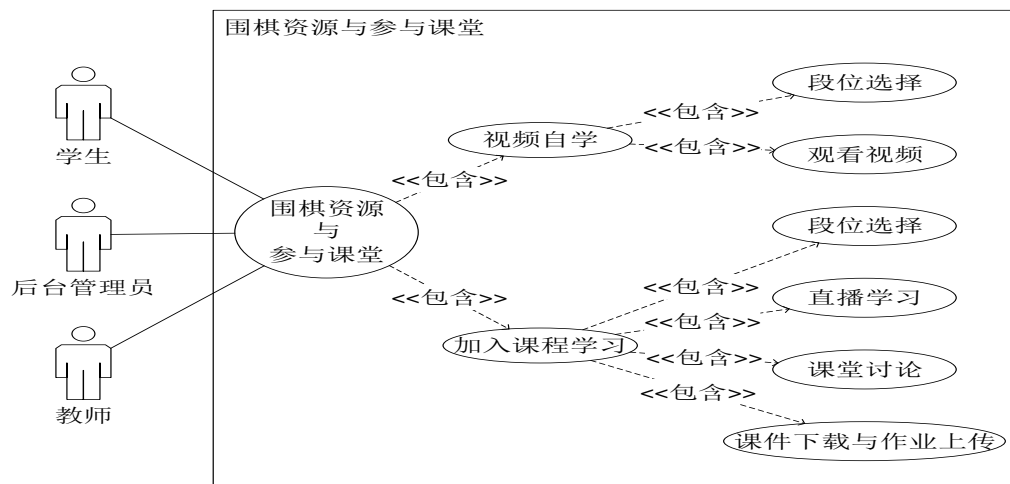 围棋资源与参与课堂
段位选择
<<包含>>
学生
视频自学
<<包含>>
观看视频
<<包含>>
围棋资源
与
参与课堂
段位选择
后台管理员
<<包含>>
<<包含>>
直播学习
<<包含>>
加入课程学习
<<包含>>
课堂讨论
教师
<<包含>>
课件下载与作业上传